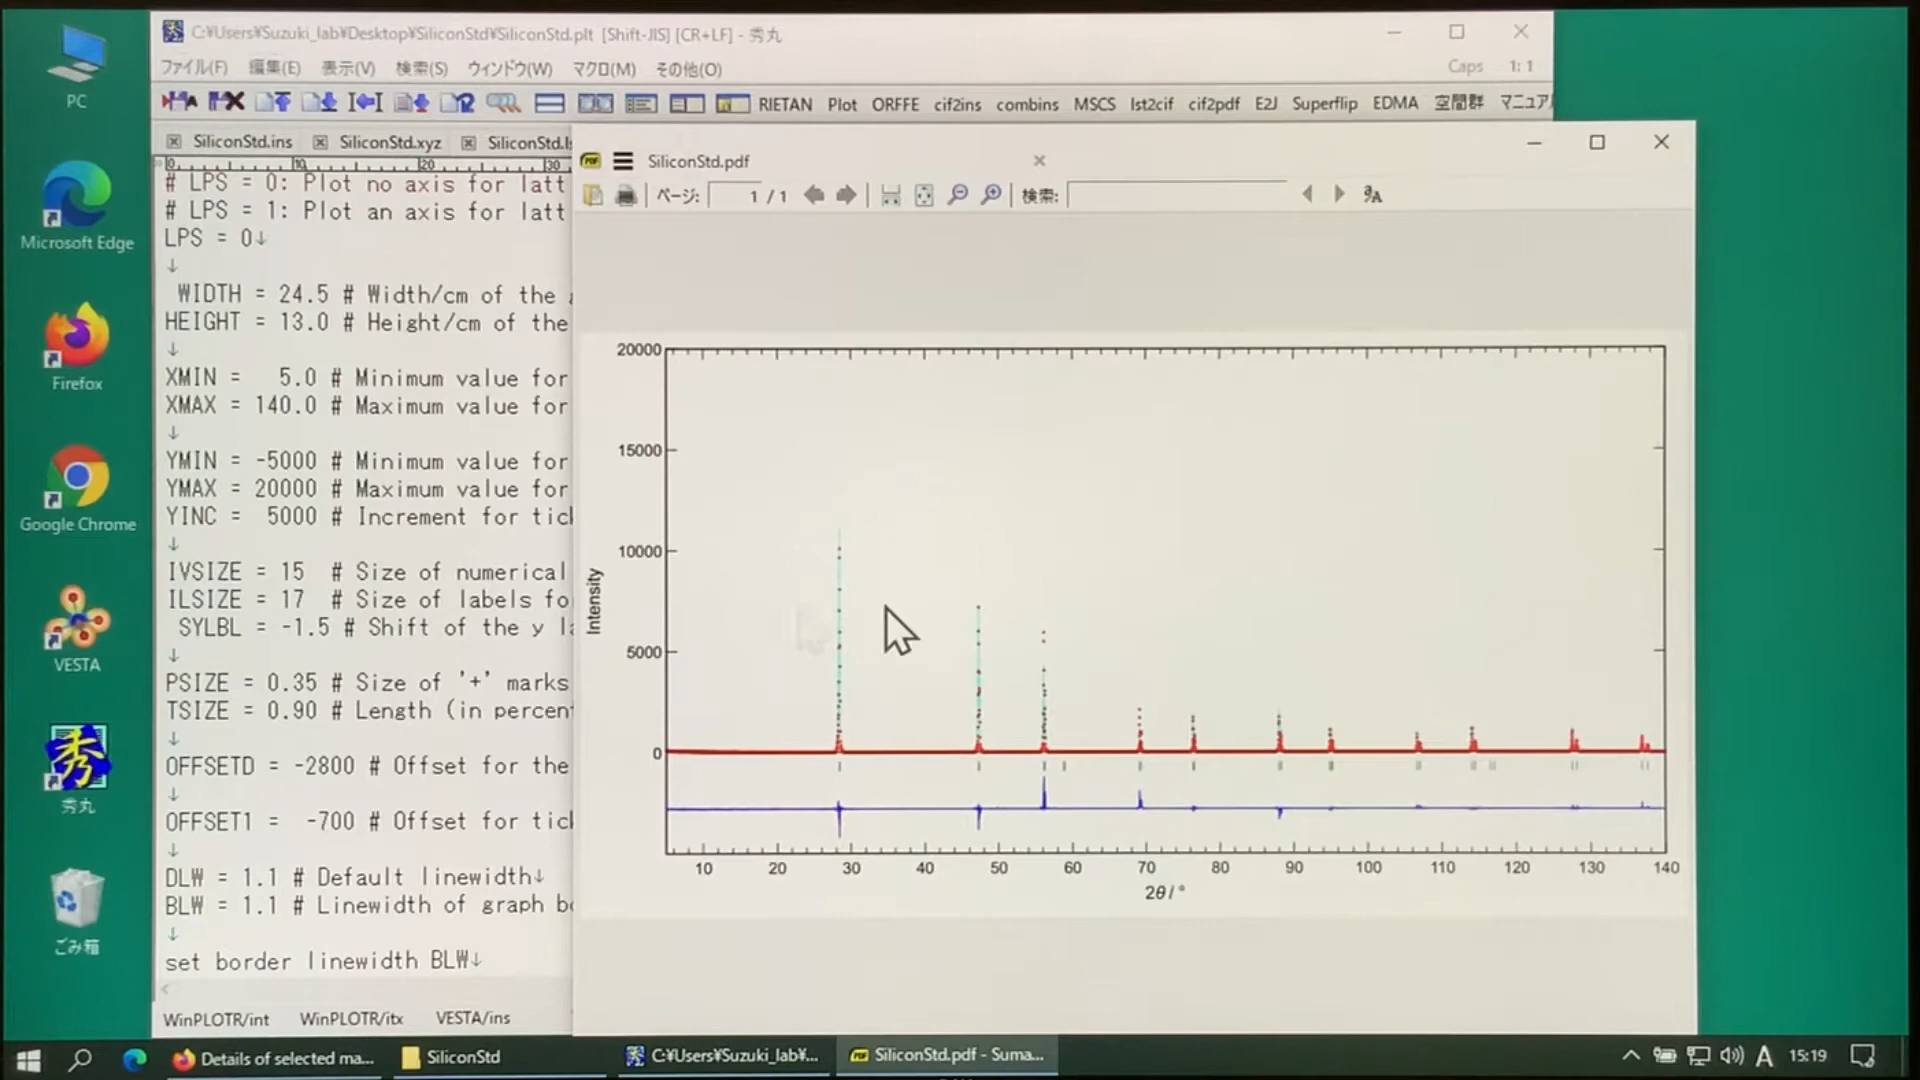 PC
Microsoft Edge
Firefox
Google Chrome
VESTA
秀丸
ごみ箱
C:¥Users¥Suzuki_lab¥Desktop¥SiliconStd¥SiliconStd.plt [Shift-JIS] [CR+LF] - 秀丸
ファイル(F) 編集(E) 表示(V) 検索(S) ウィンドウ(W) マクロ(M) その他(O)
Caps 1: 1
RIETAN Plot ORFFE cif2ins combins MSCS lst2cif cif2pdf E2J Superflip EDMA 空間群 マニュア
SiliconStd.ins SiliconStd.xyz SiliconStd.l
0 10 20 30
# LPS = 0: Plot no axis for latt
# LPS = 1: Plot an axis for latt
LPS = 0↓
↓
WIDTH = 24.5 # Width/cm of the
HEIGHT = 13.0 # Height/cm of the
↓
XMIN = 5.0 # Minimum value for
XMAX = 140.0 # Maximum value for
↓
YMIN = -5000 # Minimum value for
YMAX = 20000 # Maximum value for
YINC = 5000 # Increment for tic
↓
IVSIZE = 15 # Size of numerical
ILSIZE = 17 # Size of labels fo
SYLBL = -1.5 # Shift of the y l
↓
PSIZE = 0.35 # Size of '+' marks
TSIZE = 0.90 # Length (in percent
↓
OFFSETD = -2800 # Offset for the
↓
OFFSET1 = -700 # Offset for tic
↓
DLW = 1.1 # Default linewidth↓
BLW = 1.1 # Linewidth of graph b
↓
set border linewidth BLW↓
WinPLOTR/int WinPLOTR/itx VESTA/ins
PDF SiliconStd.pdf
ページ: 1 / 1 検索:
20000
15000
10000
5000
0
Intensity
10 20 30 40 50 60 70 80 90 100 110 120 130 140
2θ / °
Details of selected ma...
SiliconStd
C:¥Users¥Suzuki_lab¥...
SiliconStd.pdf - Suma...
A 15:19